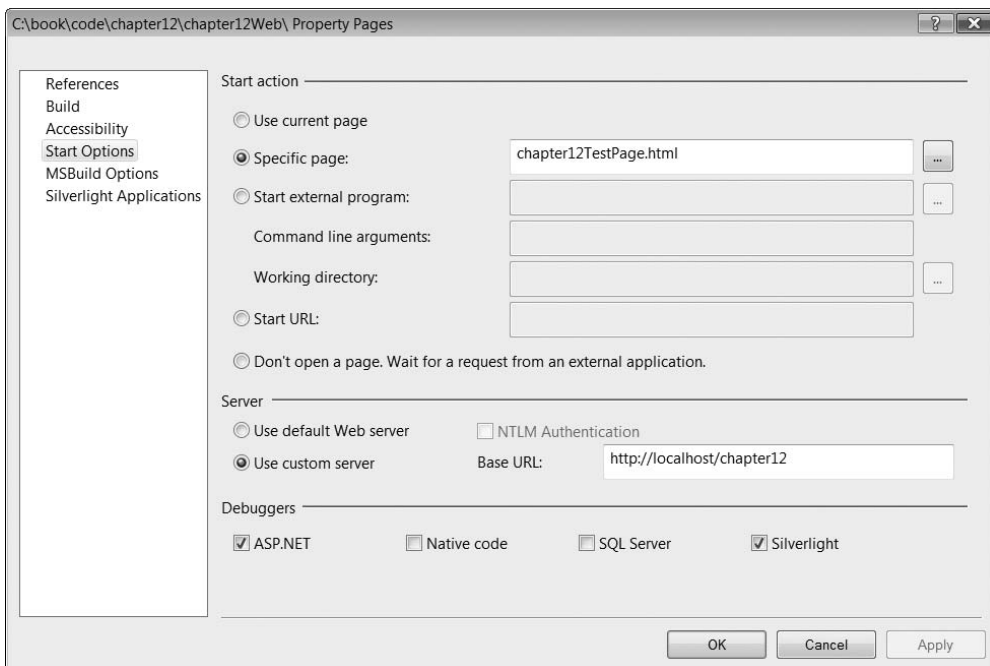 C:\book\code\chapter12\chapter12Web\ Property Pages
References
Build
Accessibility
Start Options
MSBuild Options
Silverlight Applications
Start action
Use current page
Specific page: chapter12TestPage.html ...
Start external program: ...
Command line arguments:
Working directory: ...
Start URL:
Don't open a page. Wait for a request from an external application.
Server
Use default Web server NTLM Authentication
Use custom server Base URL: http://localhost/chapter12
Debuggers
ASP.NET Native code SQL Server Silverlight
OK Cancel Apply